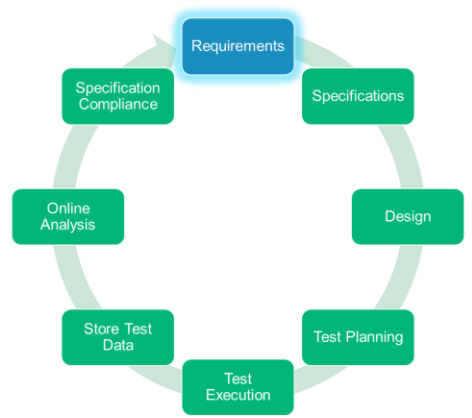 Requirements
Specifications
Design
Test Planning
Test
Execution
Store Test
Data
Online
Analysis
Specification
Compliance